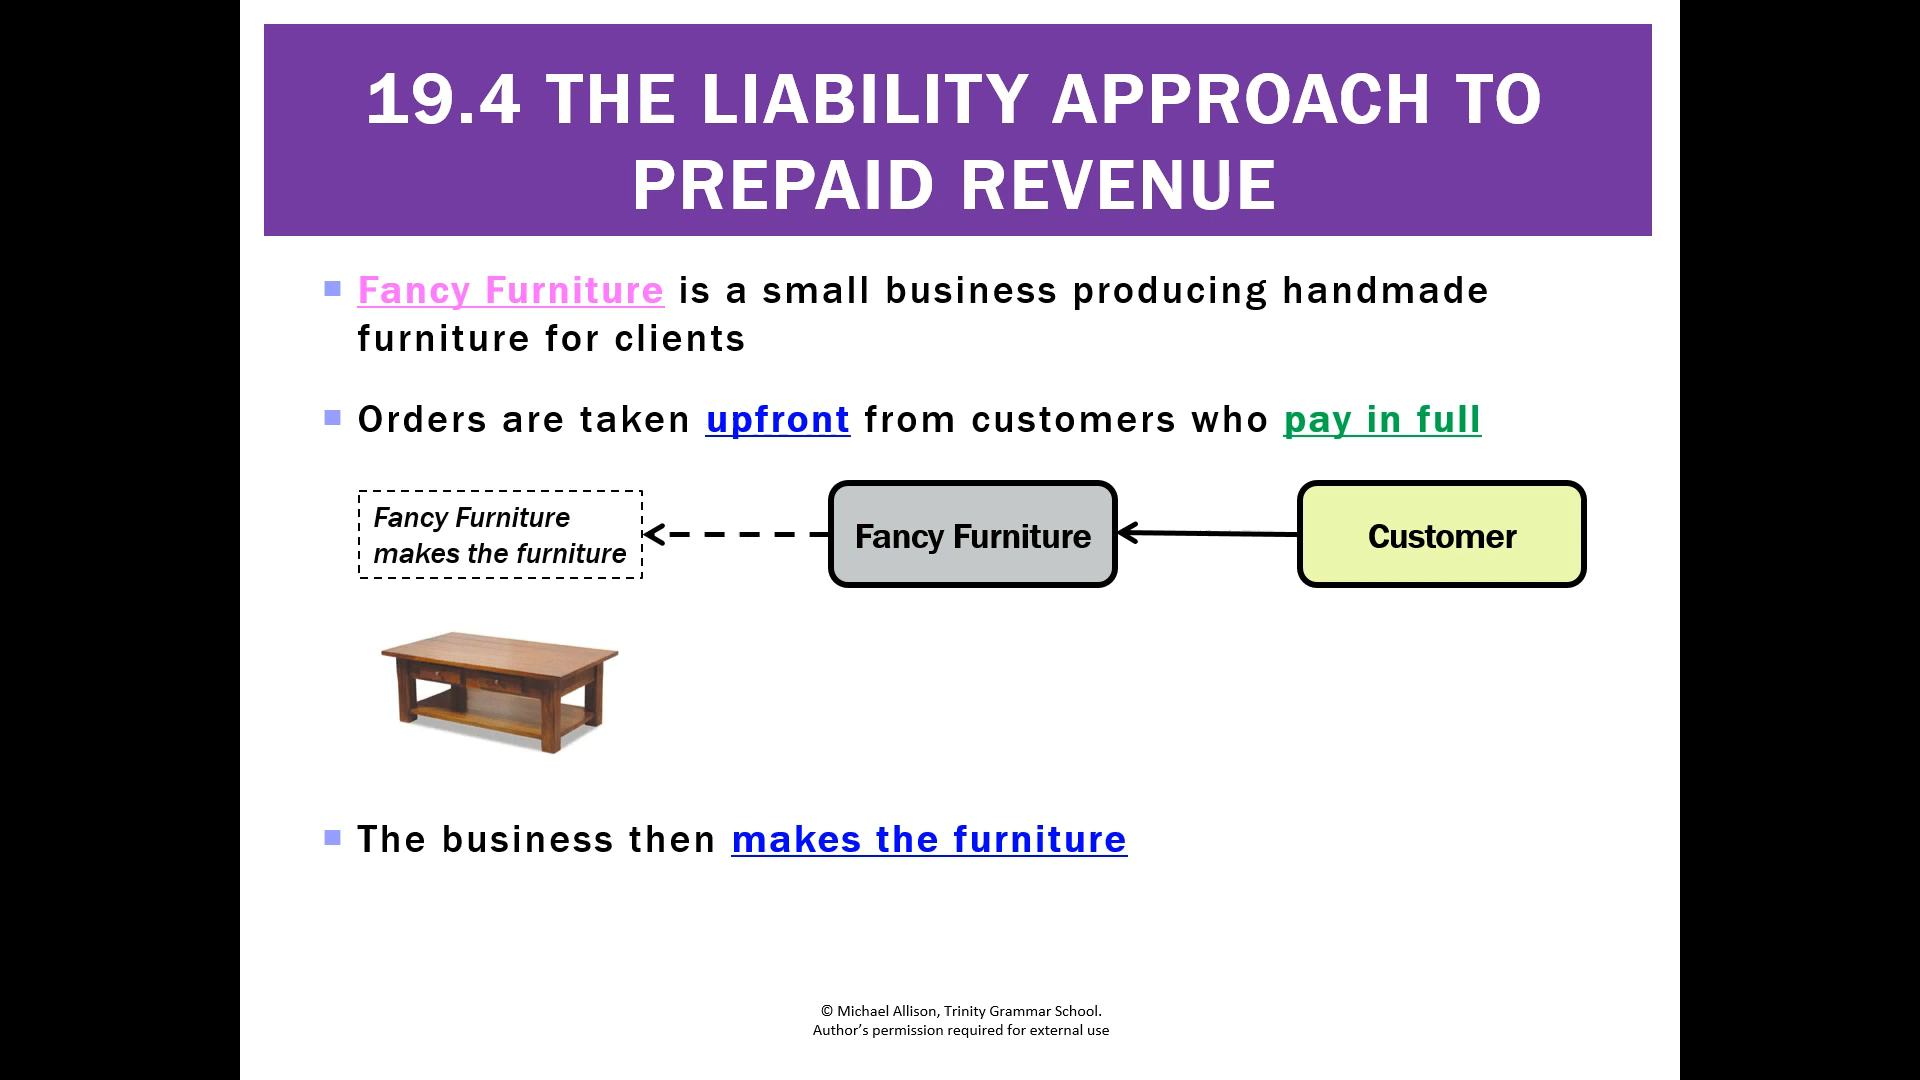 19.4 THE LIABILITY APPROACH TO
PREPAID REVENUE
Fancy Furniture is a small business producing handmade
furniture for clients
Orders are taken upfront from customers who pay in full
Fancy Furniture
makes the furniture
Fancy Furniture
Customer
The business then makes the furniture
© Michael Allison, Trinity Grammar School.
Author’s permission required for external use